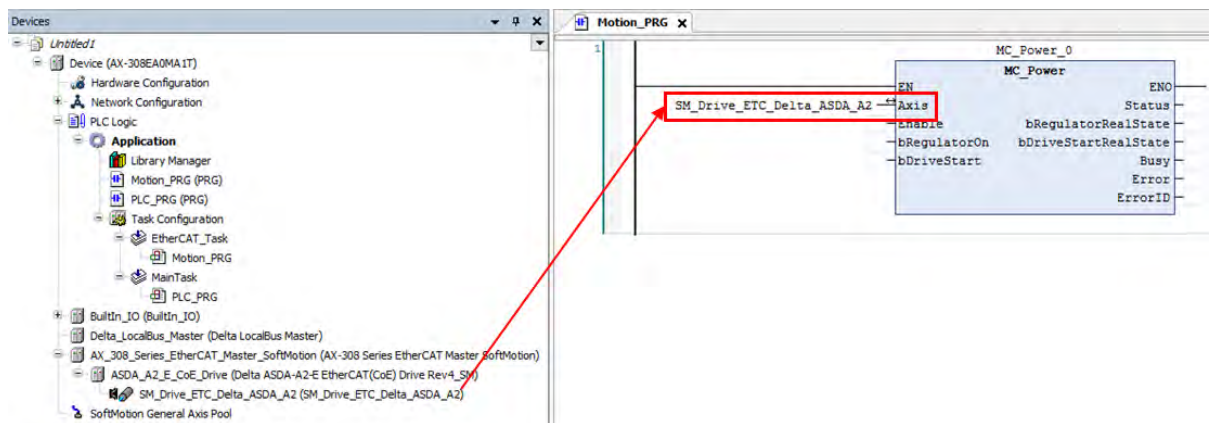 Devices
Untitled1
Device (AX-308EA0MA1T)
Hardware Configuration
Network Configuration
PLC Logic
Application
Library Manager
Motion_PRG (PRG)
PLC_PRG (PRG)
Task Configuration
EtherCAT_Task
Motion_PRG
MainTask
PLC_PRG
BuiltIn_IO (BuiltIn_IO)
Delta_LocalBus_Master (Delta LocalBus Master)
AX_308_Series_EtherCAT_Master_SoftMotion (AX-308 Series EtherCAT Master SoftMotion)
ASDA_A2_E_CoE_Drive (Delta ASDA-A2-E EtherCAT(CoE) Drive Rev4_SM)
SM_Drive_ETC_Delta_ASDA_A2 (SM_Drive_ETC_Delta_ASDA_A2)
SoftMotion General Axis Pool
Motion_PRG
1
MC_Power_0
MC_Power
EN ENO
SM_Drive_ETC_Delta_ASDA_A2 Axis Status
Enable bRegulatorRealState
bRegulatorOn bDriveStartRealState
bDriveStart Busy
Error
ErrorID